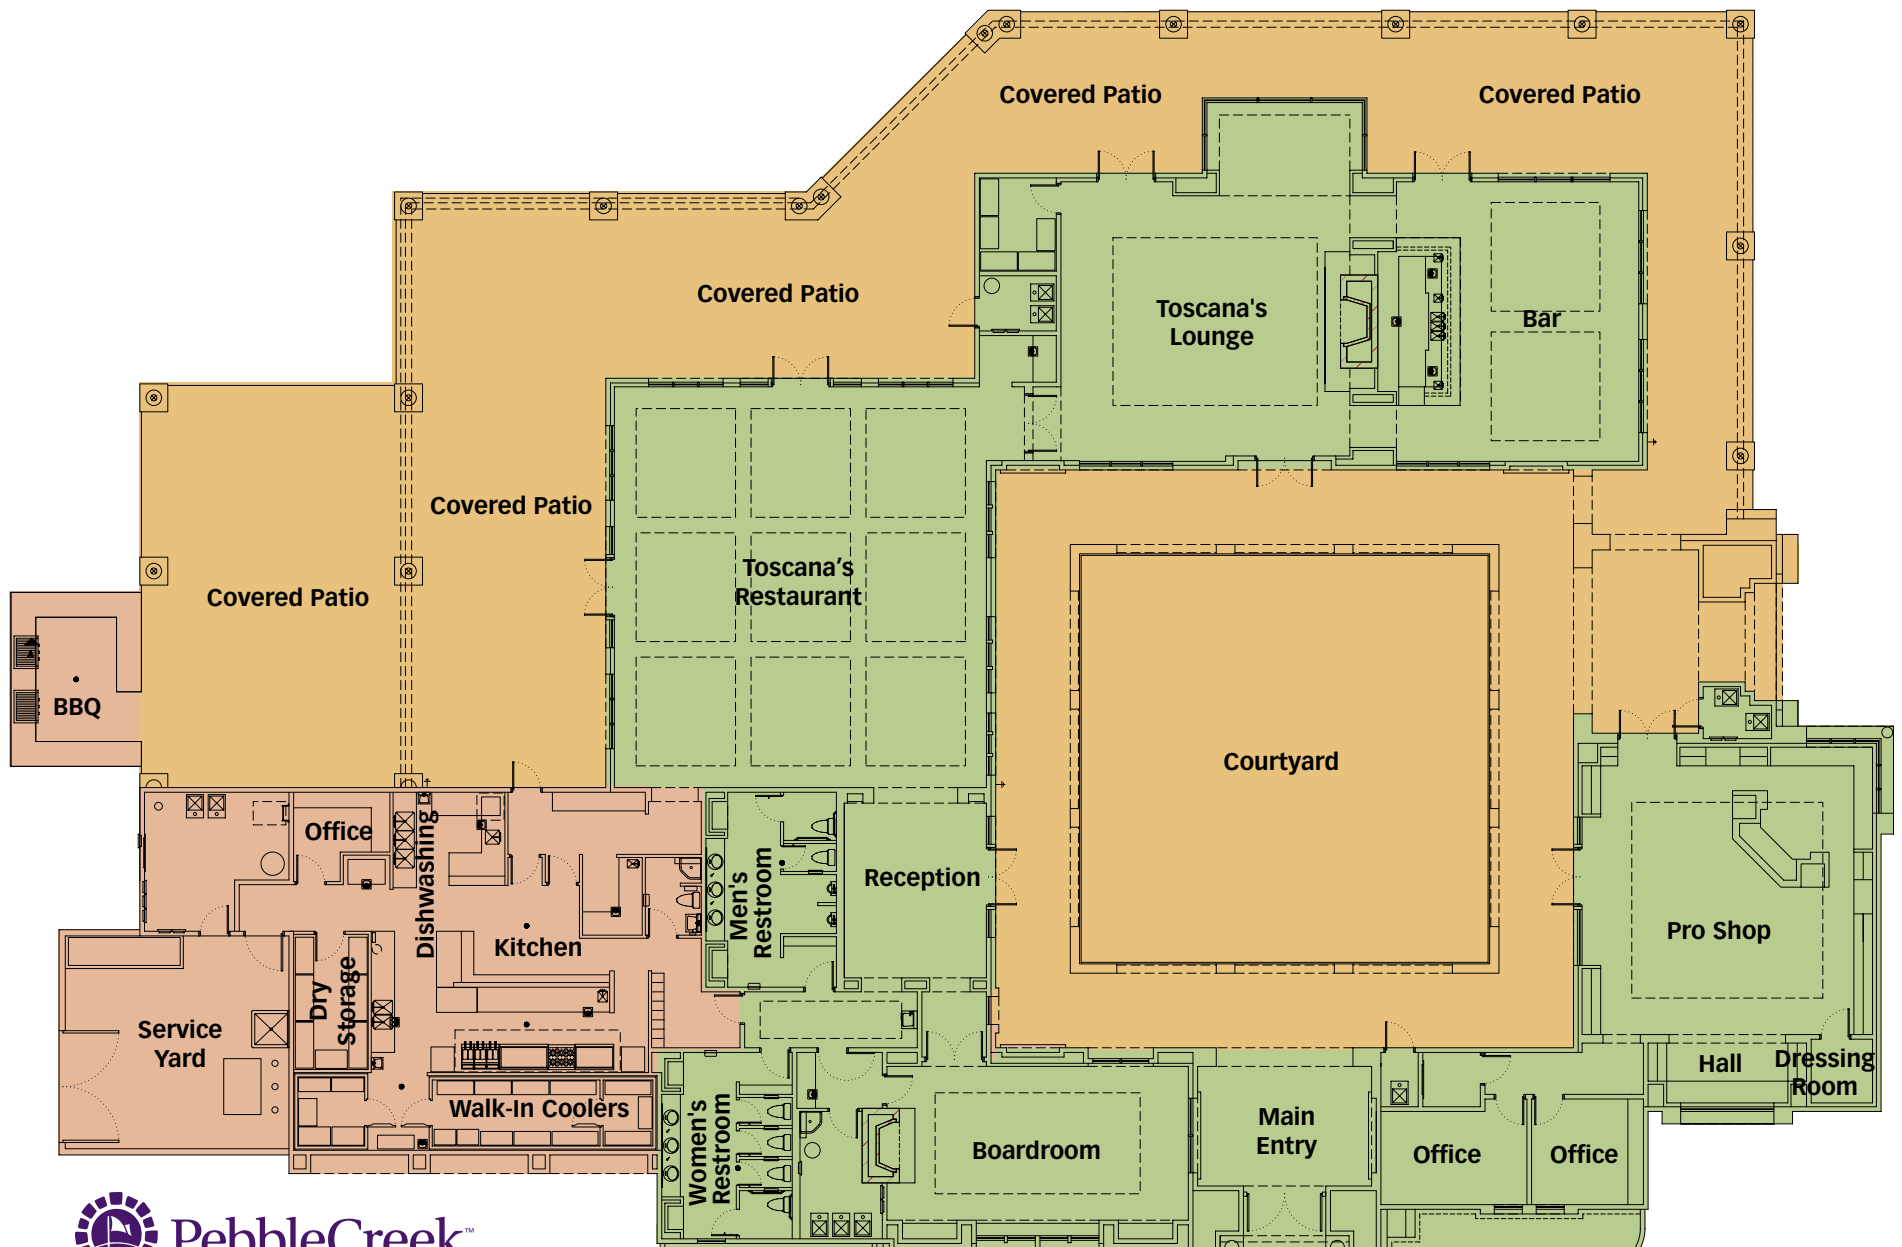 Covered Patio
Covered Patio
Covered Patio
Toscana's
Lounge
Bar
Covered Patio
Toscana's
Restaurant
Covered Patio
BBQ
Courtyard
Office
Dishwashing
Men's
Restroom
Reception
Kitchen
Pro Shop
Dry
Storage
Service
Yard
Hall
Dressing
Room
Walk-In Coolers
Women's
Restroom
Boardroom
Main
Entry
Office
Office
PebbleCreek™